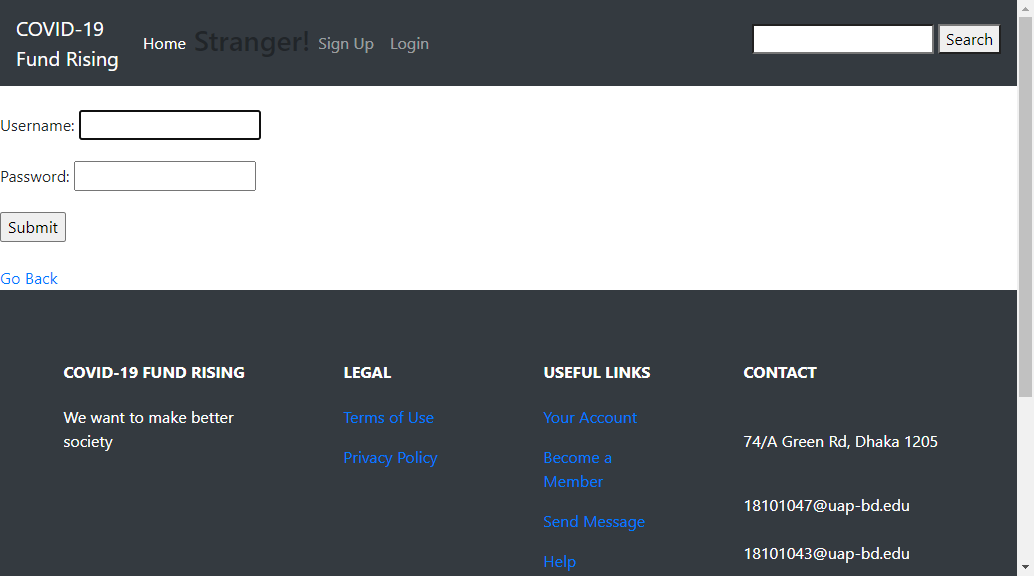 COVID-19
Fund Rising
Home Stranger! Sign Up Login
Search
Username:
Password:
Submit
Go Back
COVID-19 FUND RISING
We want to make better
society
LEGAL
Terms of Use
Privacy Policy
USEFUL LINKS
Your Account
Become a
Member
Send Message
Help
CONTACT
74/A Green Rd, Dhaka 1205
18101047@uap-bd.edu
18101043@uap-bd.edu